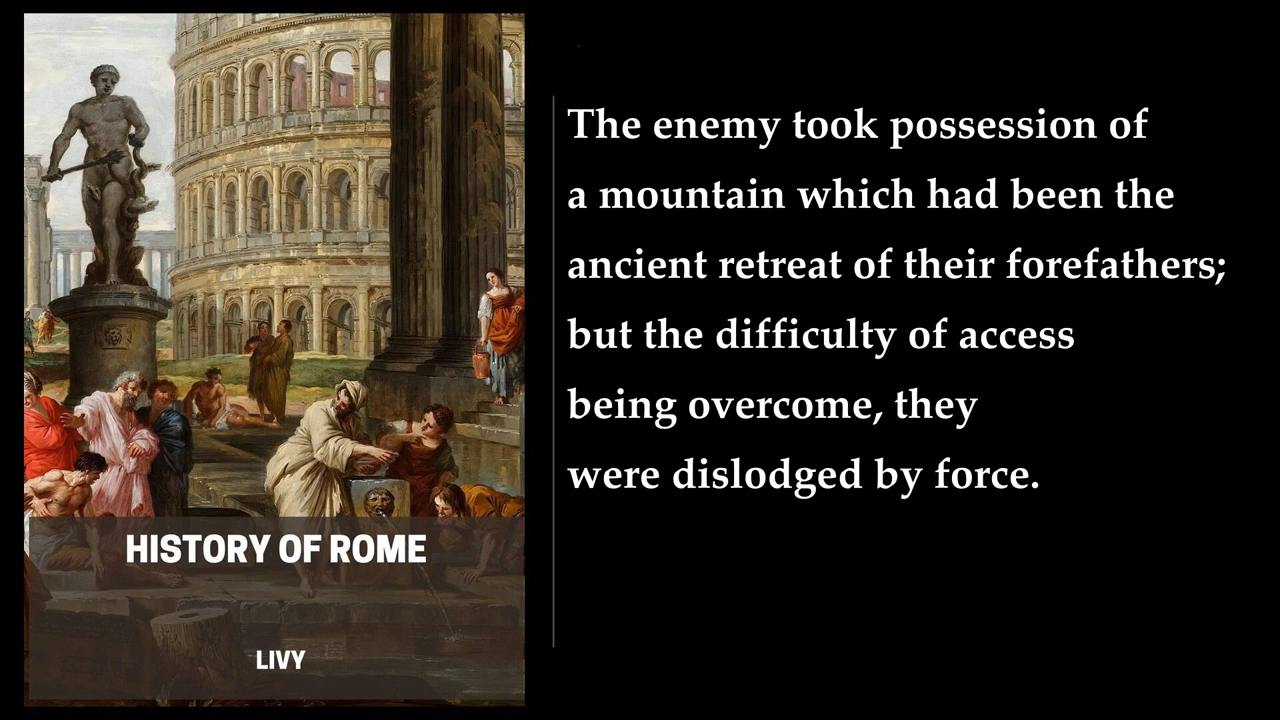 The enemy took possession of
a mountain which had been the
ancient retreat of their forefathers;
but the difficulty of access
being overcome, they
were dislodged by force.
HISTORY OF ROME
LIVY